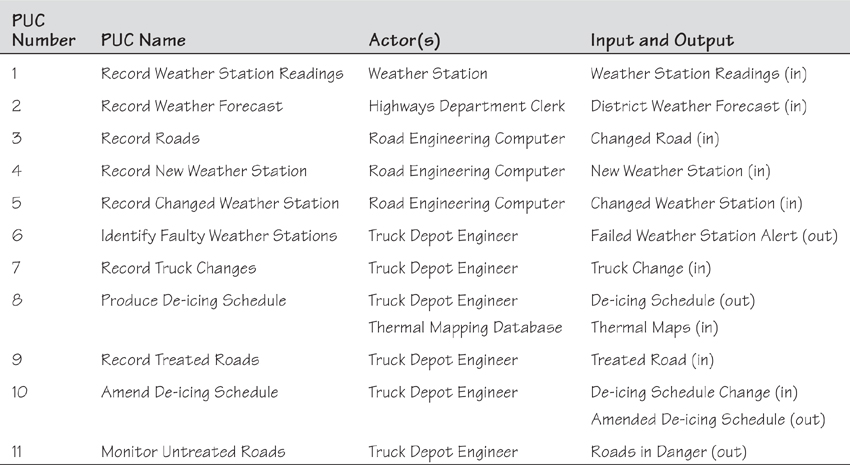 PUC
Number PUC Name Actor(s) Input and Output
1 Record Weather Station Readings Weather Station Weather Station Readings (in)
2 Record Weather Forecast Highways Department Clerk District Weather Forecast (in)
3 Record Roads Road Engineering Computer Changed Road (in)
4 Record New Weather Station Road Engineering Computer New Weather Station (in)
5 Record Changed Weather Station Road Engineering Computer Changed Weather Station (in)
6 Identify Faulty Weather Stations Truck Depot Engineer Failed Weather Station Alert (out)
7 Record Truck Changes Truck Depot Engineer Truck Change (in)
8 Produce De-icing Schedule Truck Depot Engineer De-icing Schedule (out)
Thermal Mapping Database Thermal Maps (in)
9 Record Treated Roads Truck Depot Engineer Treated Road (in)
10 Amend De-icing Schedule Truck Depot Engineer De-icing Schedule Change (in)
Amended De-icing Schedule (out)
11 Monitor Untreated Roads Truck Depot Engineer Roads in Danger (out)